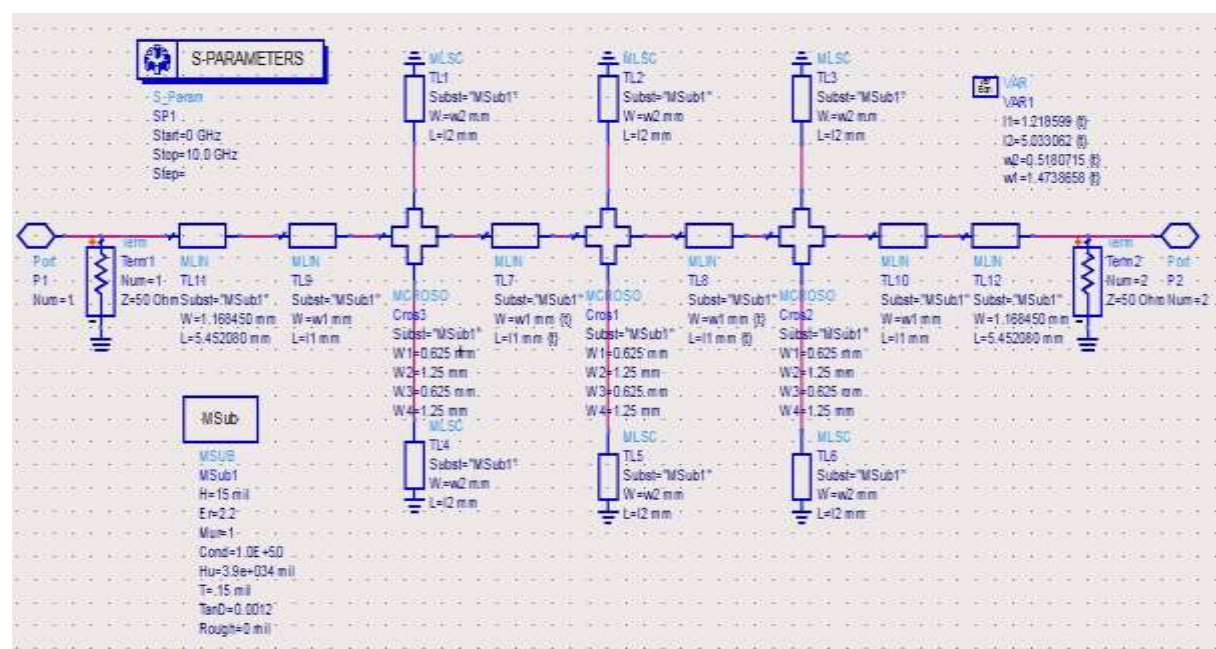 S-PARAMETERS
S_Param
SP1
Start=0 GHz
Stop=10.0 GHz
Step=
MLSC
TL1
Subst="MSub1"
W=w2 mm
L=l2 mm
MLSC
TL2
Subst="MSub1"
W=w2 mm
L=l2 mm
MLSC
TL3
Subst="MSub1"
W=w2 mm
L=l2 mm
Var
Eqn
VAR
VAR1
l1=1.218599 {t}
l2=5.033062 {t}
w2=0.5180715 {t}
w1=1.4738658 {t}
Port
P1
Num=1
Term
Term1
Num=1
Z=50 Ohm
MLIN
TL11
Subst="MSub1"
W=1.168450 mm
L=5.452080 mm
MLIN
TL9
Subst="MSub1"
W=w1 mm
L=l1 mm
MCROSO
Cros3
Subst="MSub1"
W1=0.625 mm
W2=1.25 mm
W3=0.625 mm
W4=1.25 mm
MLIN
TL7
Subst="MSub1"
W=w1 mm {t}
L=l1 mm {t}
MCROSO
Cros1
Subst="MSub1"
W1=0.625 mm
W2=1.25 mm
W3=0.625 mm
W4=1.25 mm
MLIN
TL8
Subst="MSub1"
W=w1 mm {t}
L=l1 mm {t}
MCROSO
Cros2
Subst="MSub1"
W1=0.625 mm
W2=1.25 mm
W3=0.625 mm
W4=1.25 mm
MLIN
TL10
Subst="MSub1"
W=w1 mm
L=l1 mm
MLIN
TL12
Subst="MSub1"
W=1.168450 mm
L=5.452080 mm
Term
Term2
Num=2
Z=50 Ohm
Port
P2
Num=2
MLSC
TL4
Subst="MSub1"
W=w2 mm
L=l2 mm
MLSC
TL5
Subst="MSub1"
W=w2 mm
L=l2 mm
MLSC
TL6
Subst="MSub1"
W=w2 mm
L=l2 mm
MSub
MSUB
MSub1
H=15 mil
Er=2.2
Mur=1
Cond=1.0E+50
Hu=3.9e+034 mil
T=.15 mil
TanD=0.0012
Rough=0 mil